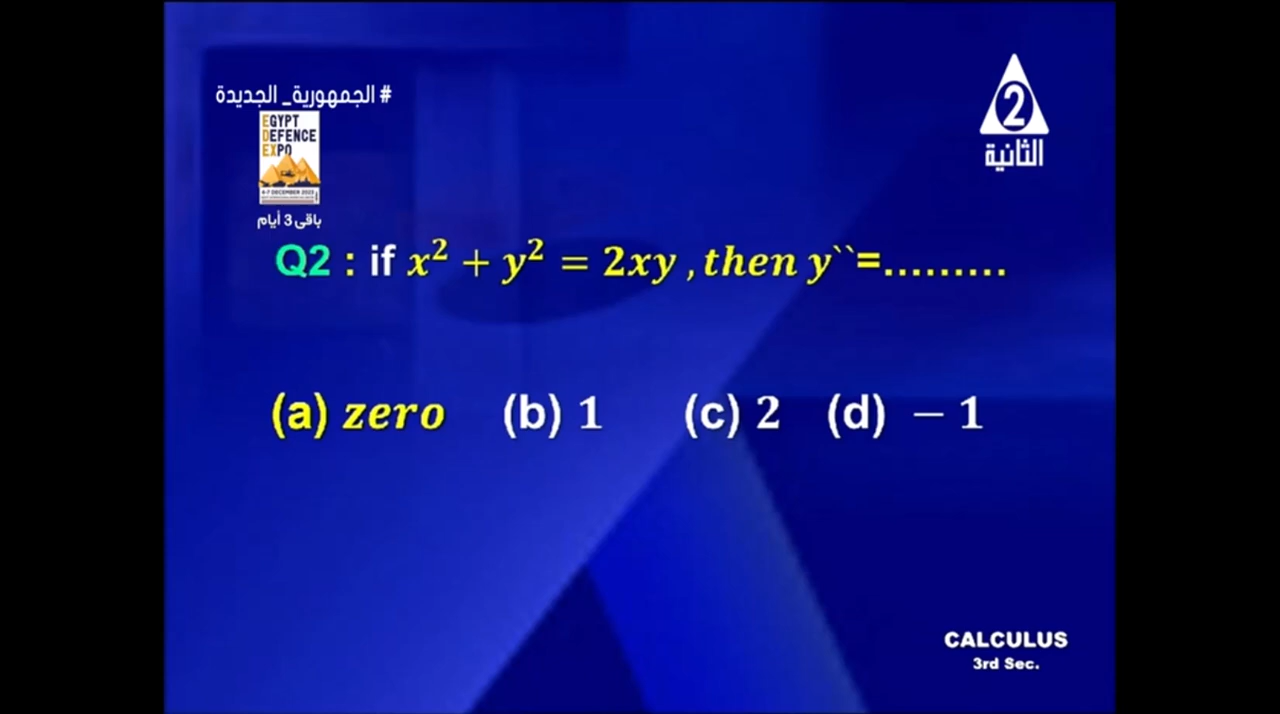 # الجمهورية_ الجديدة
EGYPT
DEFENCE
EXPO
باقى 3 أيام
2
الثانية
Q2 : if x² + y² = 2xy , then y``=.........
(a) zero (b) 1 (c) 2 (d) − 1
CALCULUS
3rd Sec.